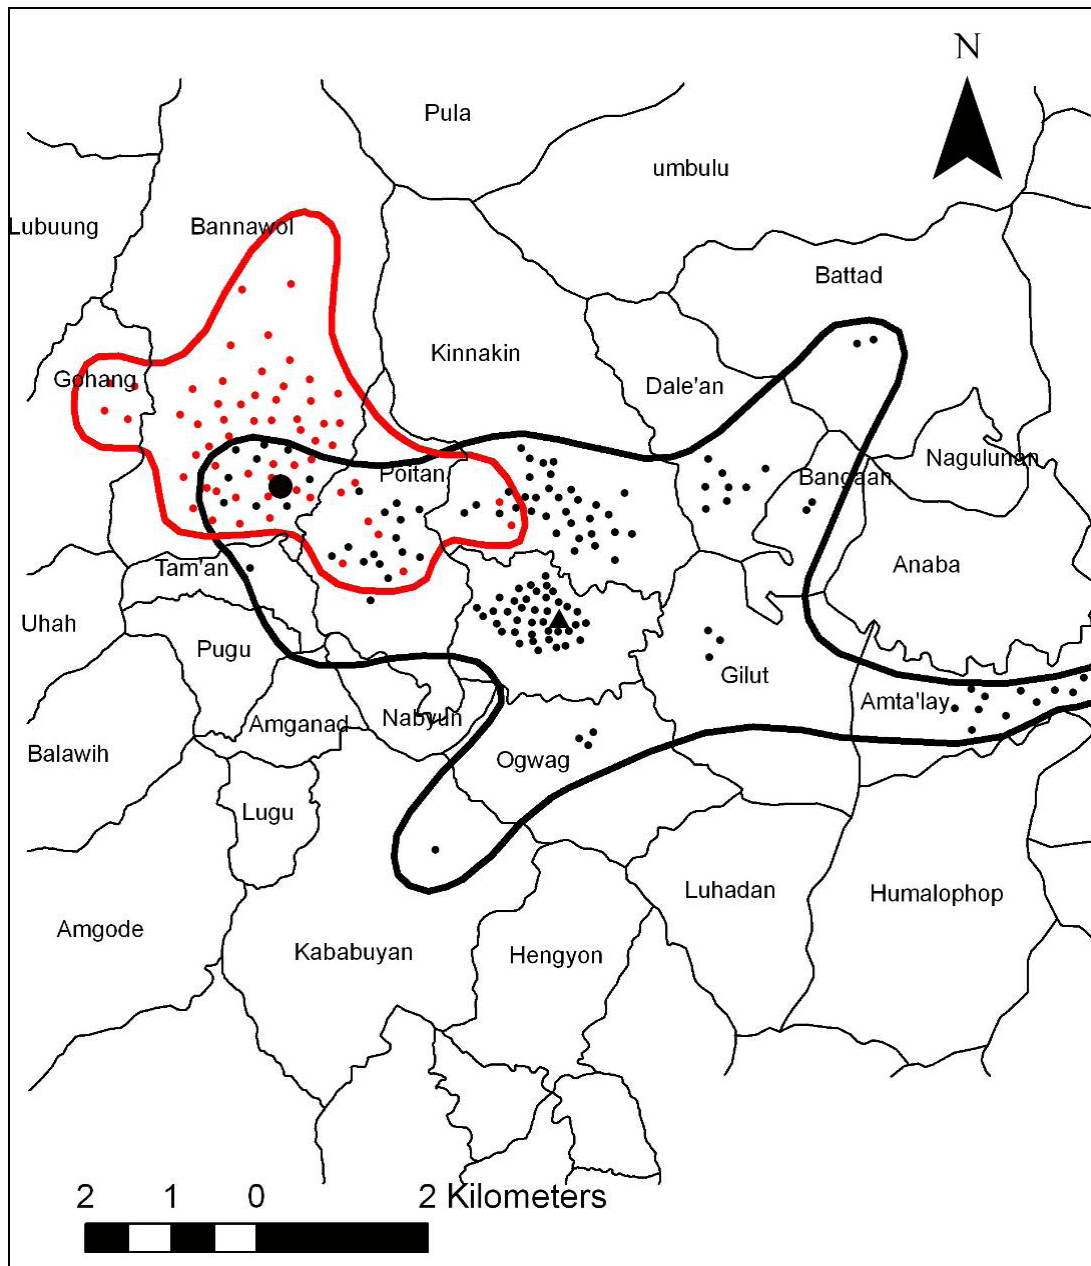 N
Pula
umbulu
Lubuung
Bannawol
Battad
Kinnakin
Gohang
Dale'an
Nagulunan
Poitan
Bangaan
Anaba
Tam'an
Uhah
Pugu
Gilut
Amta'lay
Amganad
Nabyun
Balawih
Ogwag
Lugu
Luhadan
Humalophop
Amgode
Kababuyan
Hengyon
2 1 0 2 Kilometers